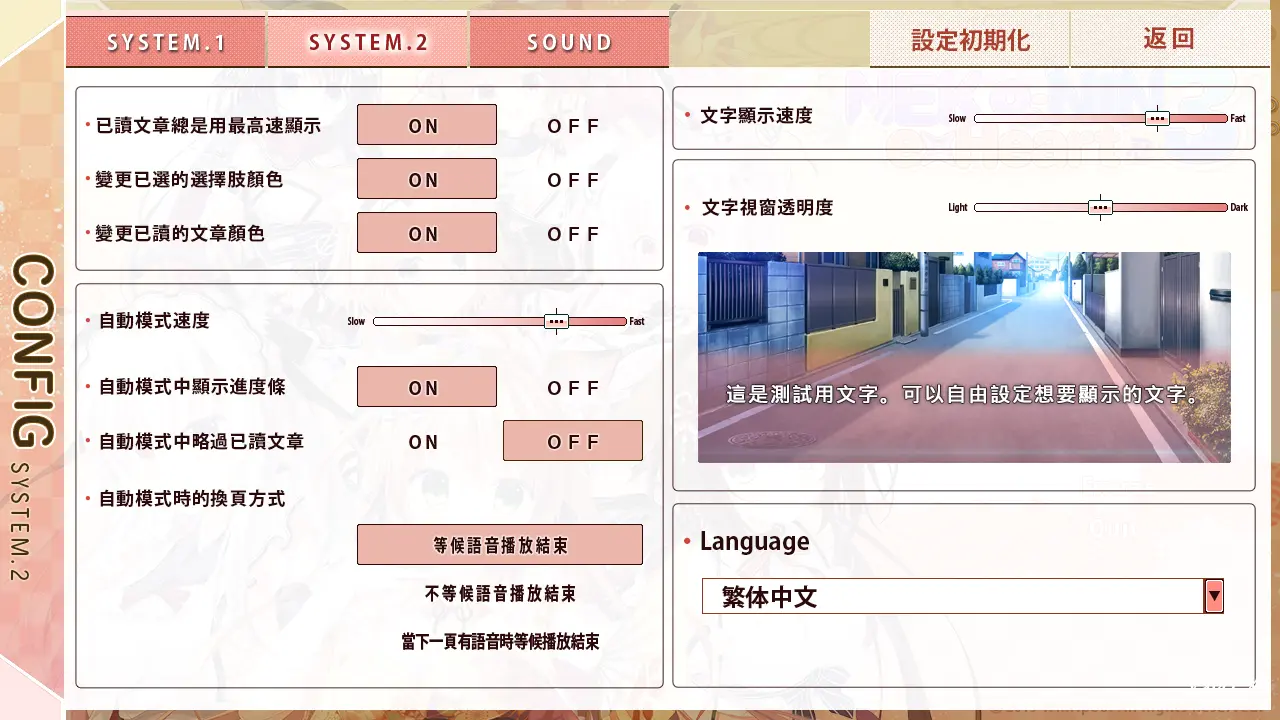 SYSTEM.1
SYSTEM.2
SOUND
設定初期化
返回
CONFIG
SYSTEM.2
已讀文章總是用最高速顯示
ON
OFF
變更已選的選擇肢顏色
ON
OFF
變更已讀的文章顏色
ON
OFF
自動模式速度
Slow
Fast
自動模式中顯示進度條
ON
OFF
自動模式中略過已讀文章
ON
OFF
自動模式時的換頁方式
等候語音播放結束
不等候語音播放結束
當下一頁有語音時等候播放結束
文字顯示速度
Slow
Fast
文字視窗透明度
Light
Dark
這是測試用文字。可以自由設定想要顯示的文字。
Language
繁体中文